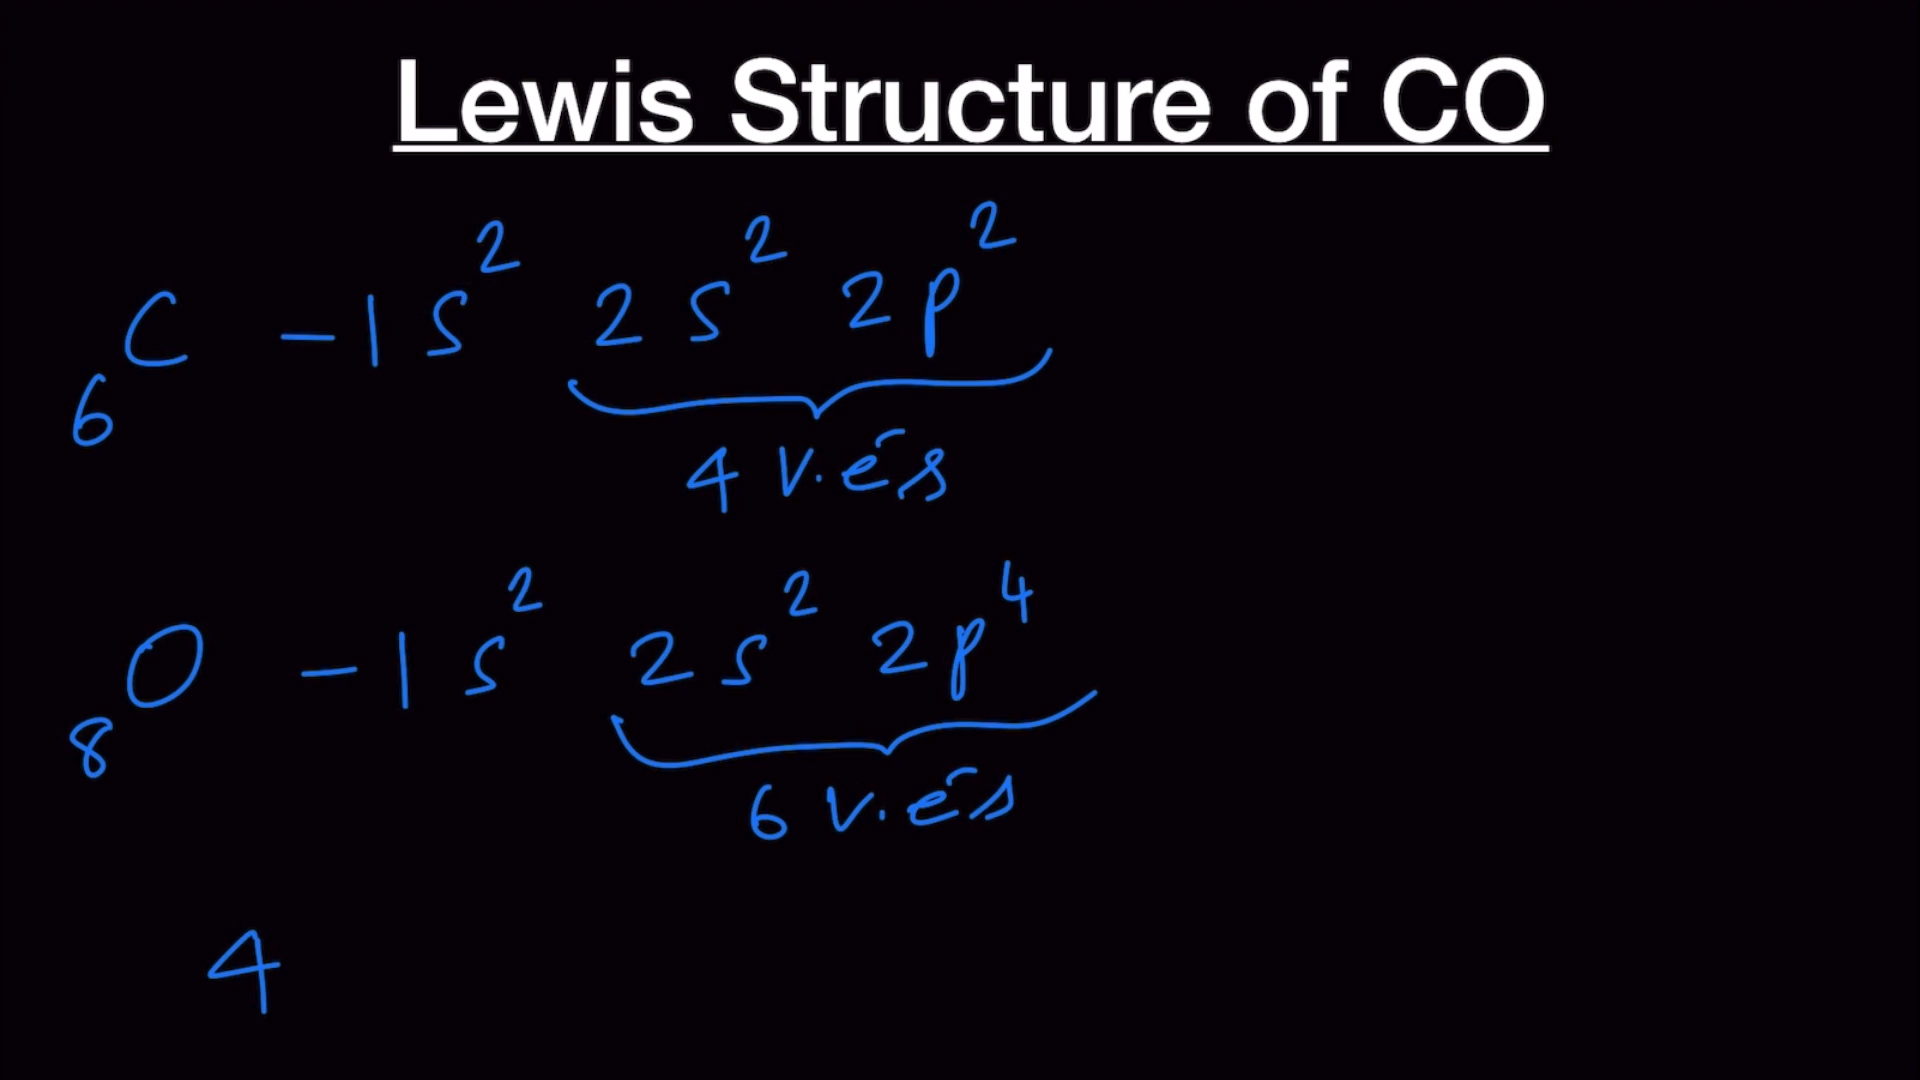 Lewis Structure of CO
₆C - 1s² 2s² 2p²
4 v.e⁻s
₈O - 1s² 2s² 2p⁴
6 v.e⁻s
4